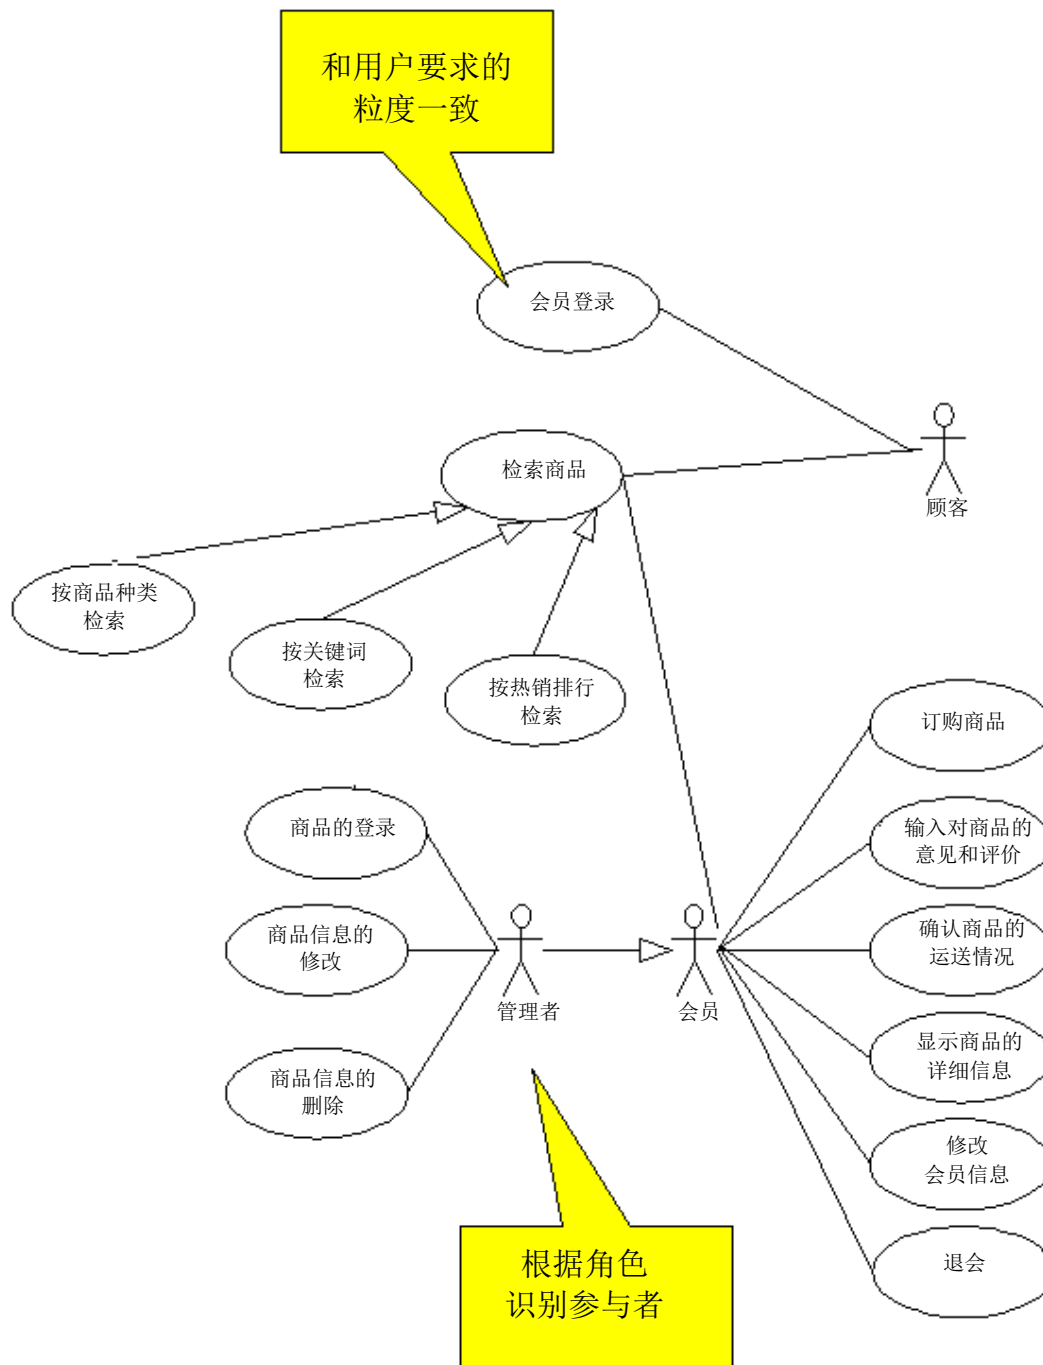 和用户要求的
粒度一致
会员登录
检索商品
顾客
按商品种类
检索
按关键词
检索
按热销排行
检索
订购商品
商品的登录
输入对商品的
意见和评价
商品信息的
修改
管理者
会员
确认商品的
运送情况
显示商品的
详细信息
商品信息的
删除
修改
会员信息
根据角色
识别参与者
退会